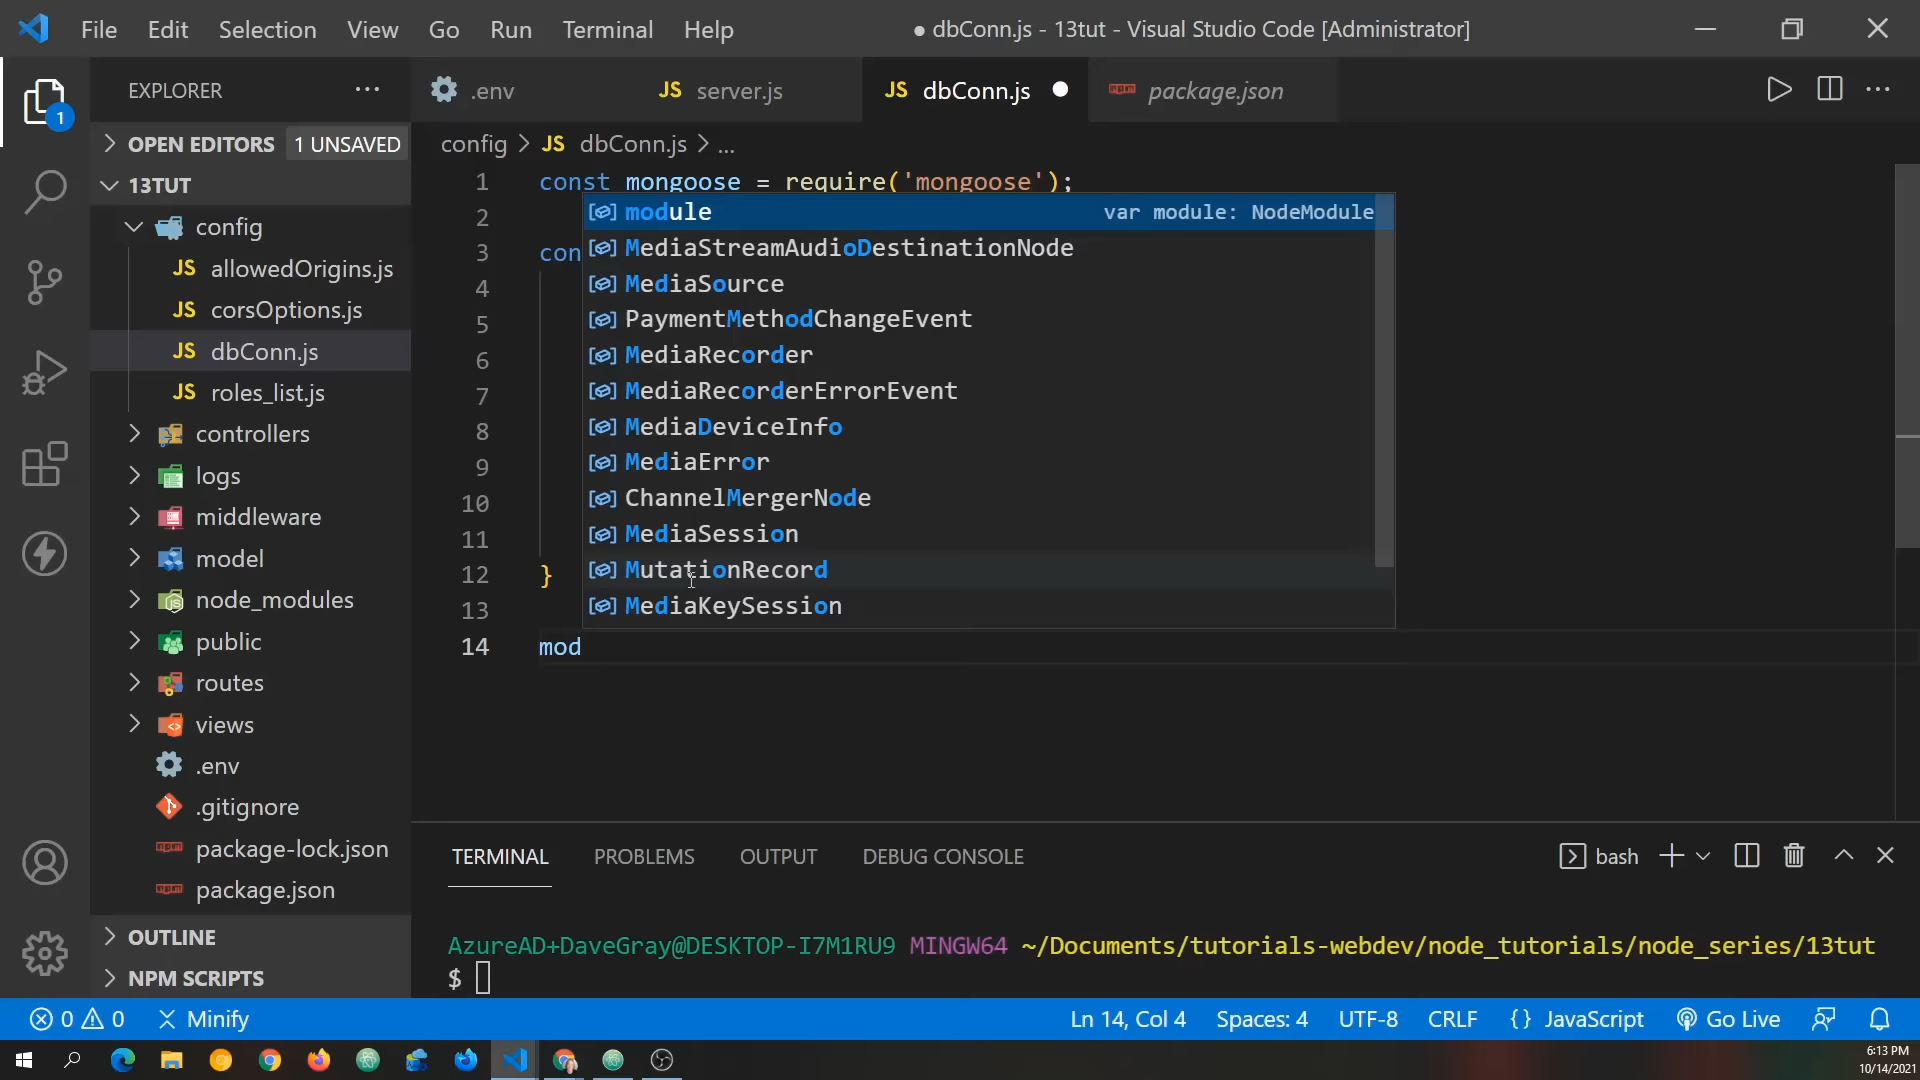 File Edit Selection View Go Run Terminal Help
● dbConn.js - 13tut - Visual Studio Code [Administrator]
1
EXPLORER ...
OPEN EDITORS 1 UNSAVED
13TUT
config
JS allowedOrigins.js
JS corsOptions.js
JS dbConn.js
JS roles_list.js
controllers
logs
middleware
model
node_modules
public
routes
views
.env
.gitignore
package-lock.json
package.json
OUTLINE
NPM SCRIPTS
.env JS server.js JS dbConn.js package.json
config > JS dbConn.js > ...
1 const mongoose = require('mongoose');
2
3 con
4
5
6
7
8
9
10
11
12 }
13
14 mod
module var module: NodeModule
MediaStreamAudioDestinationNode
MediaSource
PaymentMethodChangeEvent
MediaRecorder
MediaRecorderErrorEvent
MediaDeviceInfo
MediaError
ChannelMergerNode
MediaSession
MutationRecord
MediaKeySession
TERMINAL PROBLEMS OUTPUT DEBUG CONSOLE
bash
AzureAD+DaveGray@DESKTOP-I7M1RU9 MINGW64 ~/Documents/tutorials-webdev/node_tutorials/node_series/13tut
$
0 0 Minify
Ln 14, Col 4 Spaces: 4 UTF-8 CRLF {} JavaScript Go Live
6:13 PM
10/14/2021